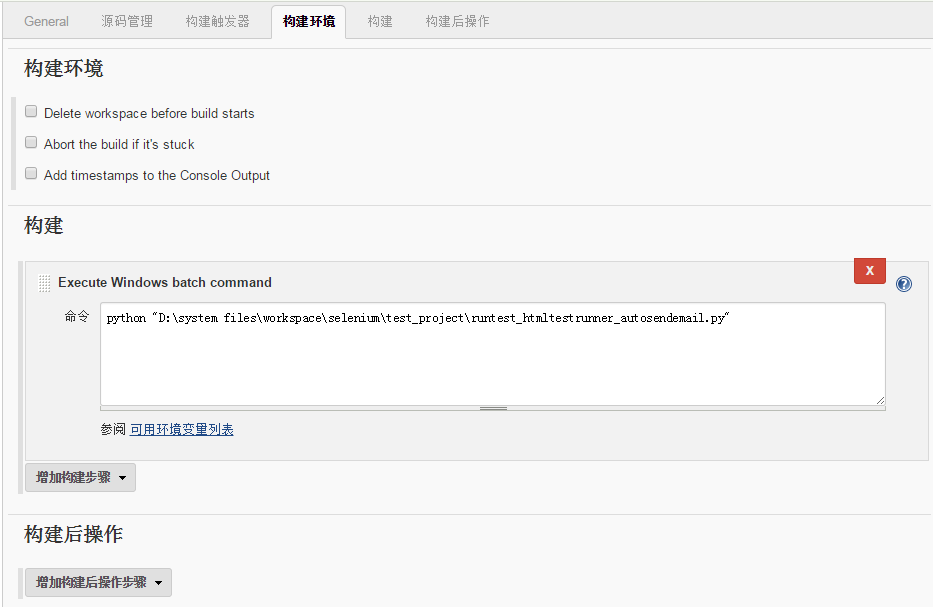 General 源码管理 构建触发器 构建环境 构建 构建后操作
构建环境
Delete workspace before build starts
Abort the build if it's stuck
Add timestamps to the Console Output
构建
X
Execute Windows batch command ?
命令 python "D:\system files\workspace\selenium\test_project\runtest_htmltestrunner_autosendemail.py"
参阅 可用环境变量列表
增加构建步骤
构建后操作
增加构建后操作步骤